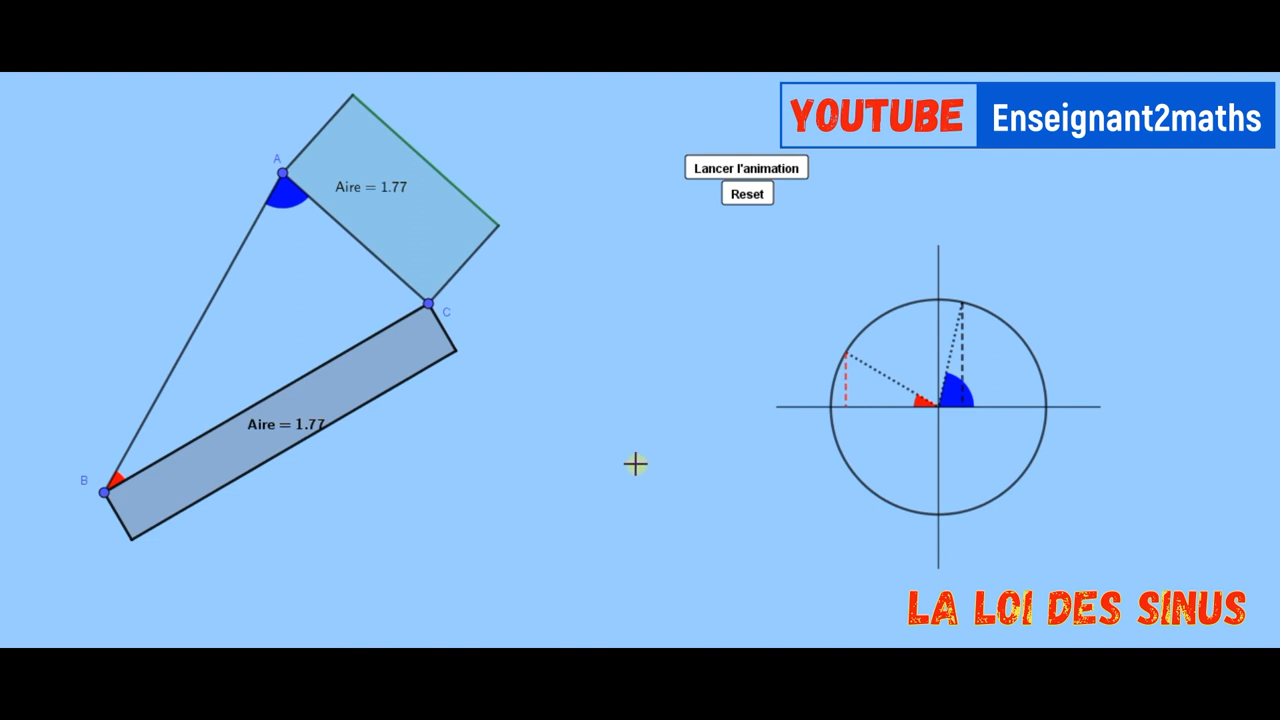 YOUTUBE Enseignant2maths
Lancer l'animation
Reset
A
Aire = 1.77
C
Aire = 1.77
B
LA LOI DES SINUS